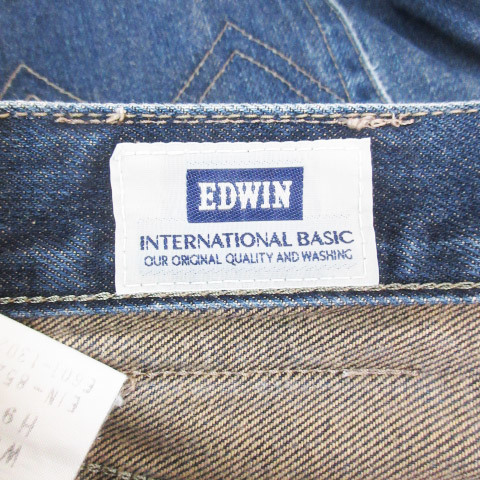 EDWIN
INTERNATIONAL BASIC
OUR ORIGINAL QUALITY AND WASHING